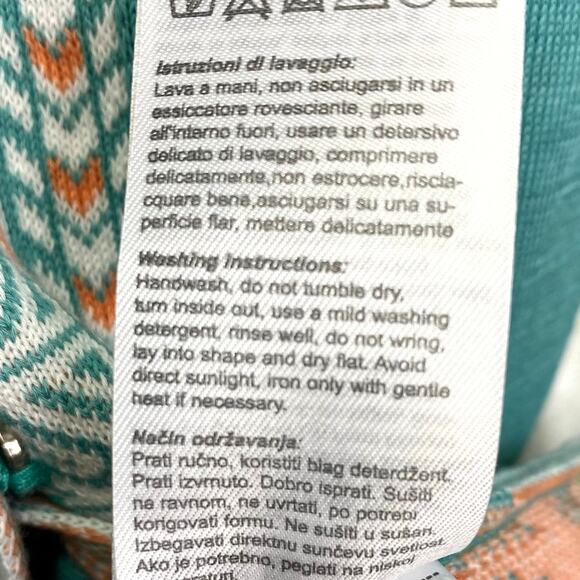 Istruzioni di lavaggio:
Lava a mani, non asciugarsi in un
essiccatore rovesciante, girare
all'interno fuori, usare un detersivo
delicato di lavaggio, comprimere
delicatamente,non estrocere,riscia-
cquare bene,asciugarsi su una su-
perficie flar, mettere delicatamente
Washing instructions:
Handwash, do not tumble dry,
turn inside out, use a mild washing
detergent, rinse well, do not wring,
lay into shape and dry flat. Avoid
direct sunlight, iron only with gentle
heat if necessary.
Način održavanja:
Prati ručno, koristiti blag deterdžent.
Prati izvrnuto. Dobro isprati. Sušiti
na ravnom, ne uvrtati, po potrebi
korigovati formu. Ne sušiti u sušari.
Izbegavati direktnu sunčevu svetlost.
Ako je potrebno, peglati na niskoj